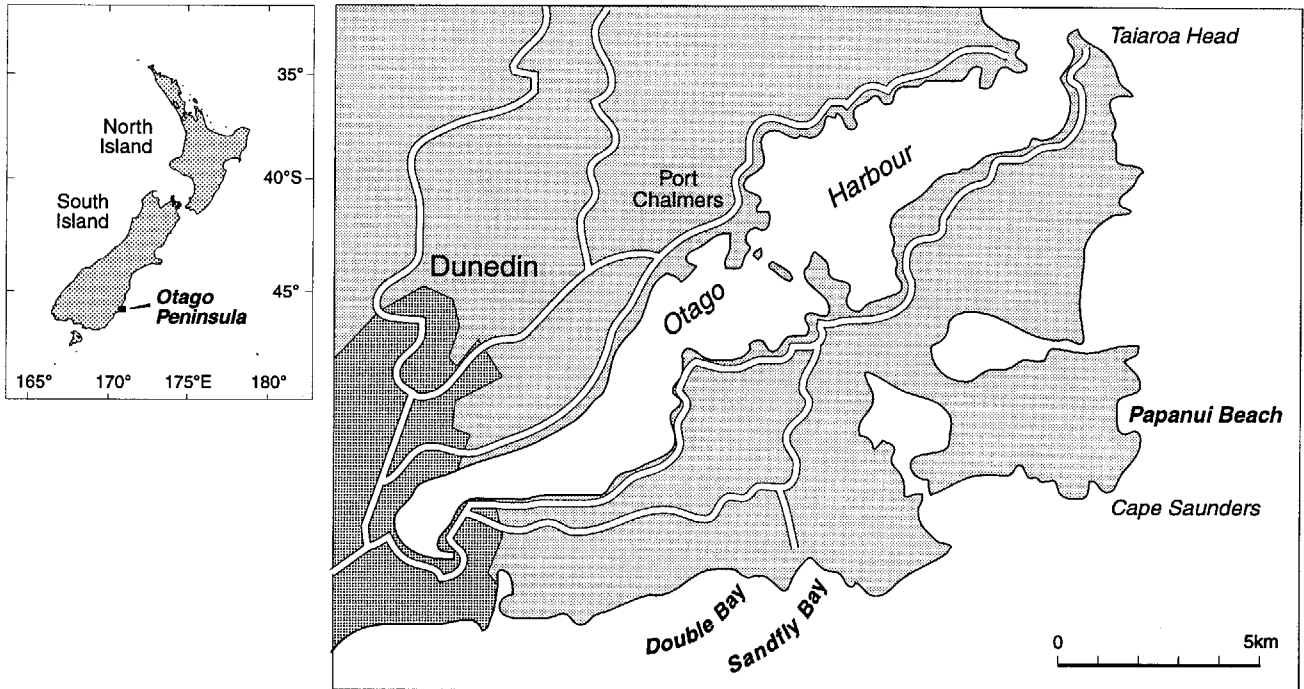 35°
North
Island
40°S
South
Island
45°
Otago
Peninsula
165°
170°
175°E
180°
Taiaroa Head
Harbour
Port
Chalmers
Dunedin
Otago
Papanui Beach
Cape Saunders
Double Bay
Sandfly Bay
0
5km